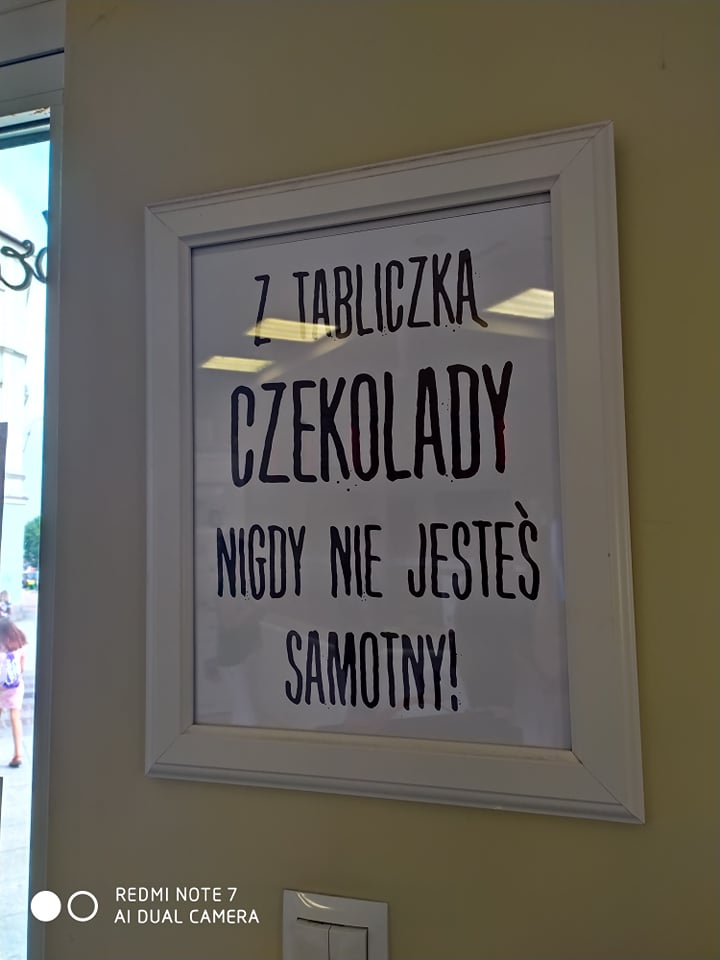 Z TABLICZKĄ
CZEKOLADY
NIGDY NIE JESTEŚ
SAMOTNY!
REDMI NOTE 7
AI DUAL CAMERA